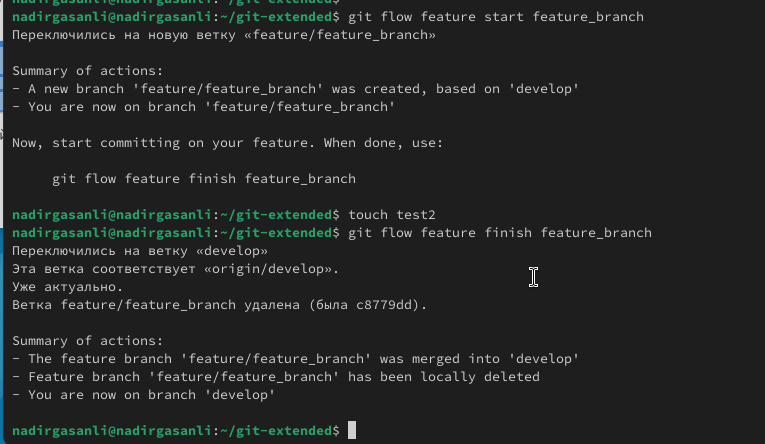 nadirgasanli@nadirgasanli:~/git-extended$ git flow feature start feature_branch
Переключились на новую ветку «feature/feature_branch»
Summary of actions:
- A new branch 'feature/feature_branch' was created, based on 'develop'
- You are now on branch 'feature/feature_branch'
Now, start committing on your feature. When done, use:
git flow feature finish feature_branch
nadirgasanli@nadirgasanli:~/git-extended$ touch test2
nadirgasanli@nadirgasanli:~/git-extended$ git flow feature finish feature_branch
Переключились на ветку «develop»
Эта ветка соответствует «origin/develop».
Уже актуально.
Ветка feature/feature_branch удалена (была c8779dd).
Summary of actions:
- The feature branch 'feature/feature_branch' was merged into 'develop'
- Feature branch 'feature/feature_branch' has been locally deleted
- You are now on branch 'develop'
nadirgasanli@nadirgasanli:~/git-extended$